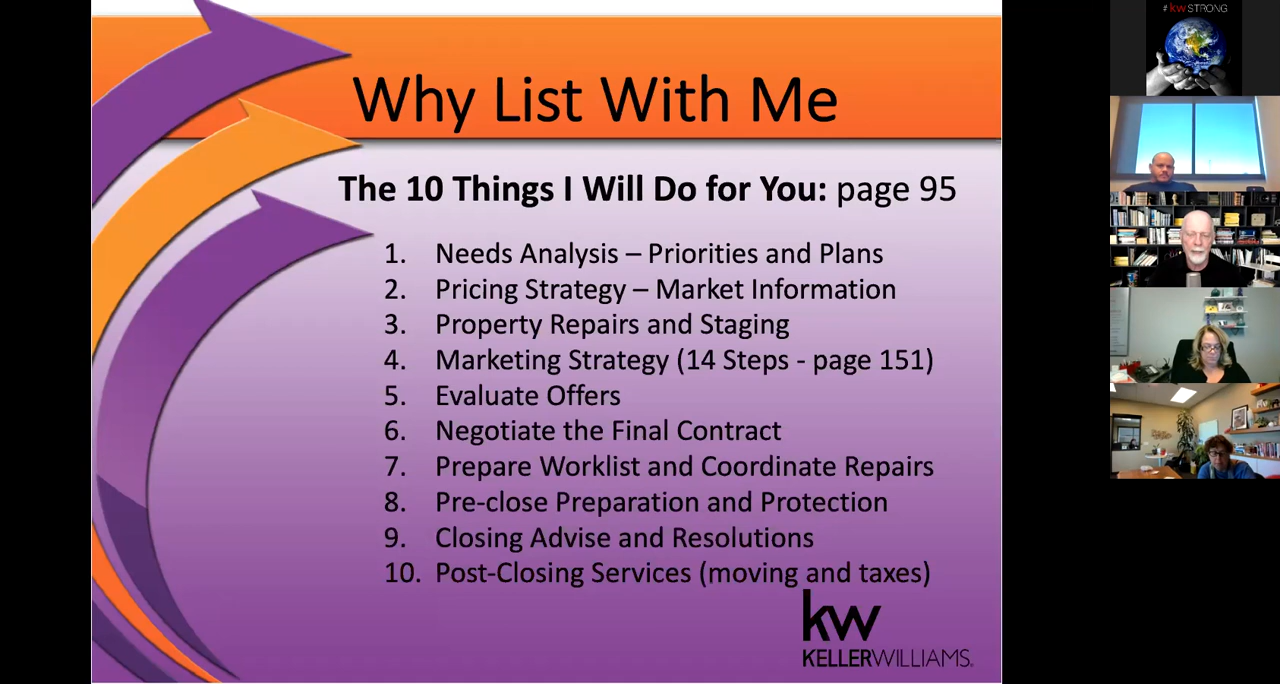 Why List With Me
The 10 Things I Will Do for You: page 95
1. Needs Analysis – Priorities and Plans
2. Pricing Strategy – Market Information
3. Property Repairs and Staging
4. Marketing Strategy (14 Steps - page 151)
5. Evaluate Offers
6. Negotiate the Final Contract
7. Prepare Worklist and Coordinate Repairs
8. Pre-close Preparation and Protection
9. Closing Advise and Resolutions
10. Post-Closing Services (moving and taxes)
kw
KELLERWILLIAMS.
#kwSTRONG